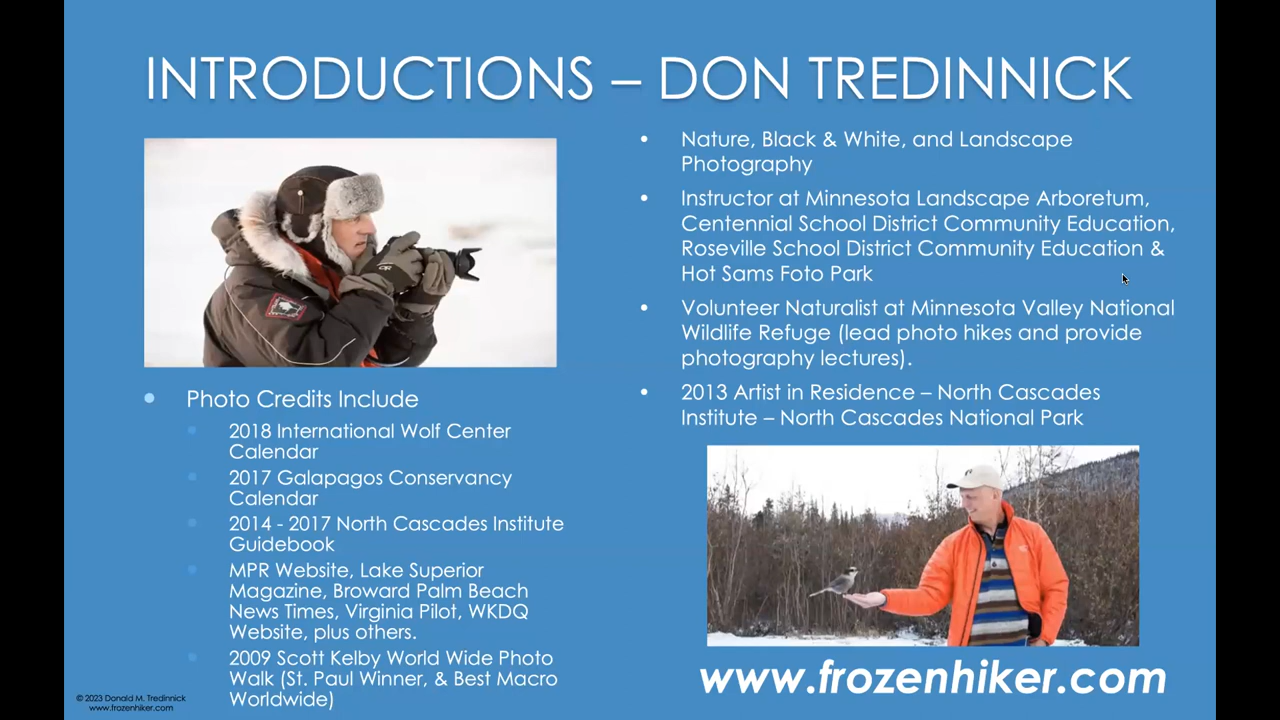 INTRODUCTIONS – DON TREDINNICK
Photo Credits Include
2018 International Wolf Center
Calendar
2017 Galapagos Conservancy
Calendar
2014 - 2017 North Cascades Institute
Guidebook
MPR Website, Lake Superior
Magazine, Broward Palm Beach
News Times, Virginia Pilot, WKDQ
Website, plus others.
2009 Scott Kelby World Wide Photo
Walk (St. Paul Winner, & Best Macro
Worldwide)
Nature, Black & White, and Landscape
Photography
Instructor at Minnesota Landscape Arboretum,
Centennial School District Community Education,
Roseville School District Community Education &
Hot Sams Foto Park
Volunteer Naturalist at Minnesota Valley National
Wildlife Refuge (lead photo hikes and provide
photography lectures).
2013 Artist in Residence – North Cascades
Institute – North Cascades National Park
www.frozenhiker.com
© 2023 Donald M. Tredinnick
www.frozenhiker.com